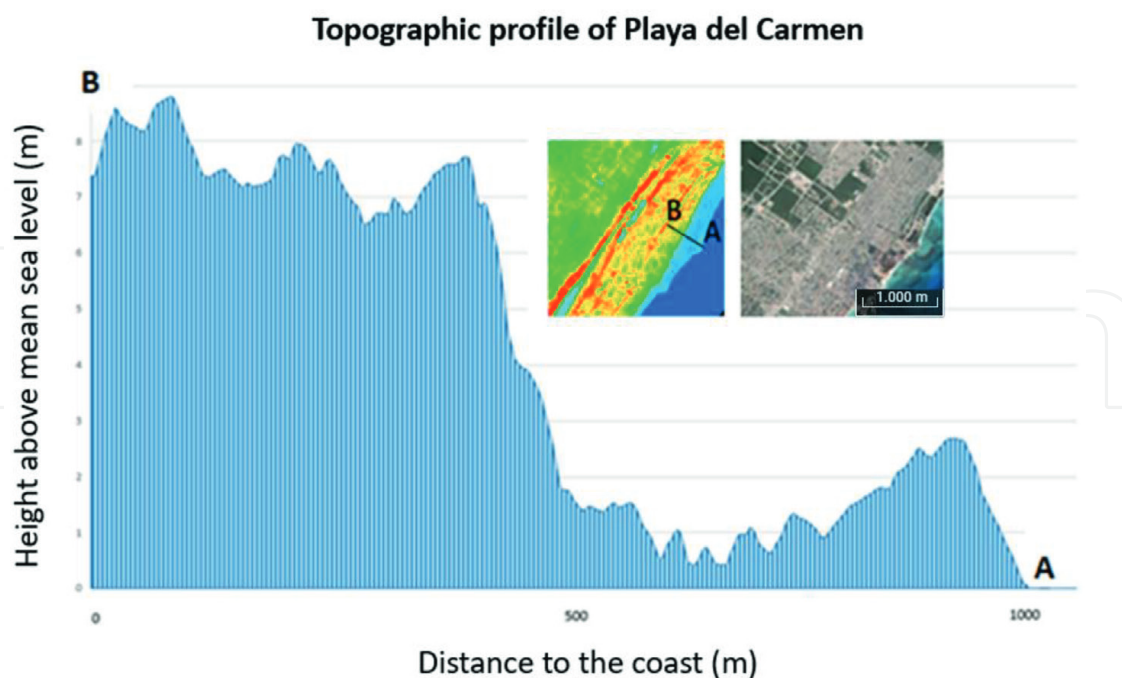 Topographic profile of Playa del Carmen
B
Height above mean sea level (m)
8
7
6
5
4
3
2
1
0
B
A
1.000 m
A
0
500
1000
Distance to the coast (m)